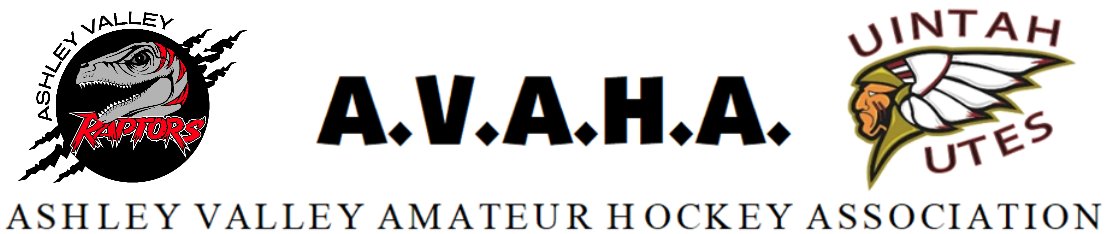 ASHLEY VALLEY
RAPTORS
A.V.A.H.A.
UINTAH
UTES
ASHLEY VALLEY AMATEUR HOCKEY ASSOCIATION